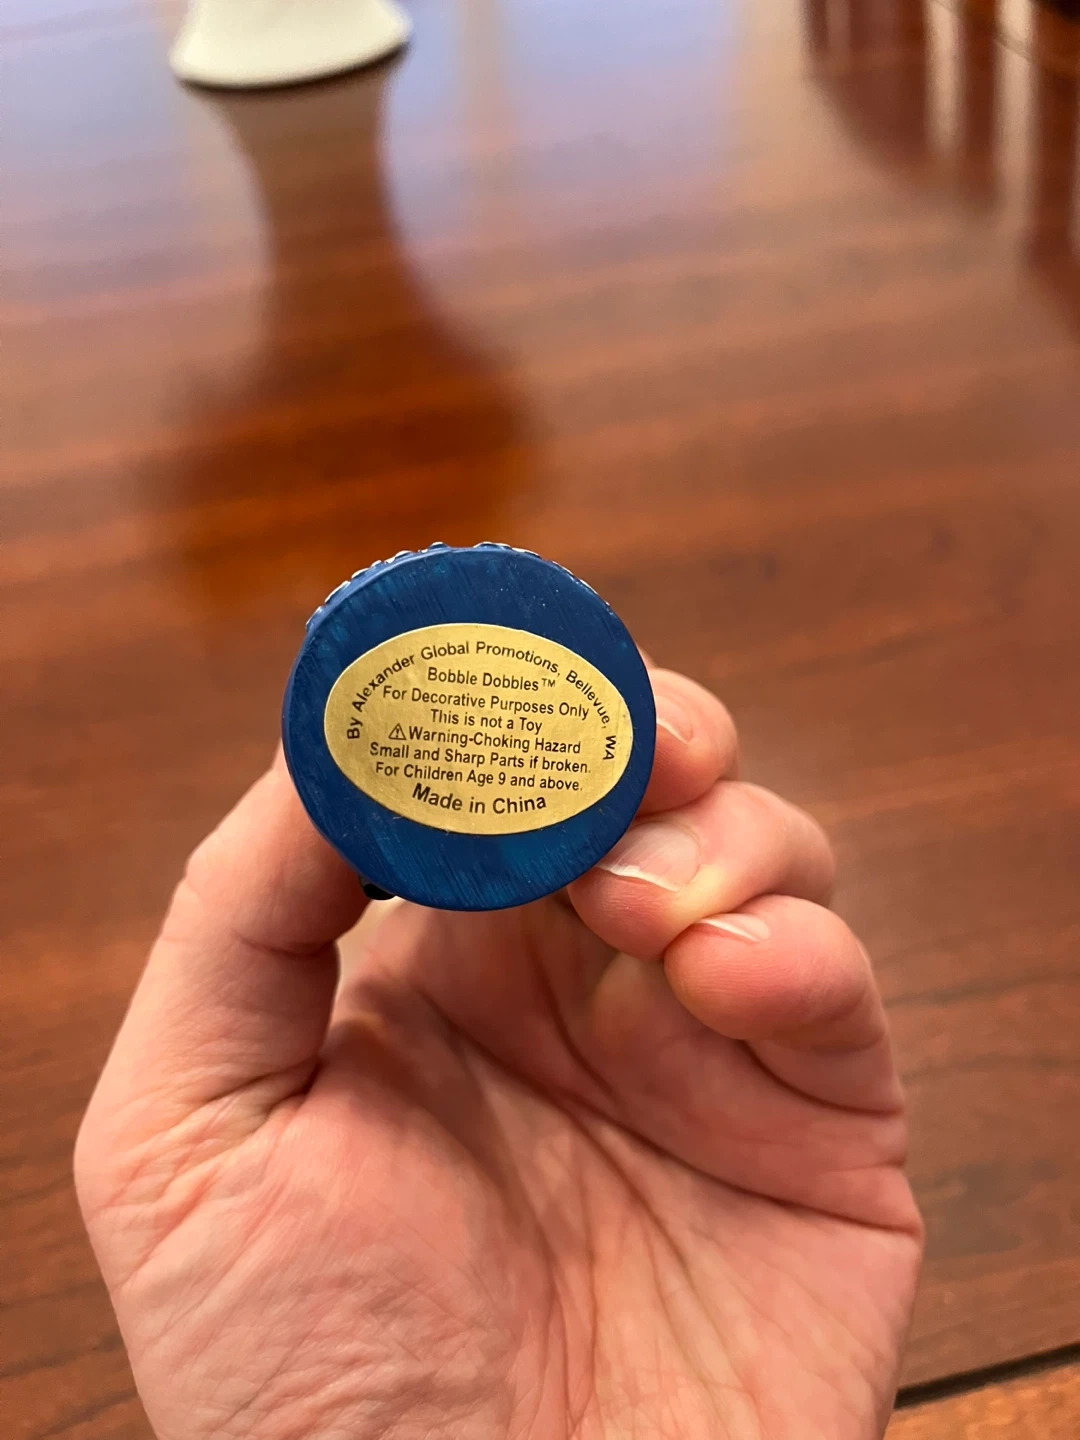 By Alexander Global Promotions, Bellevue, WA
Bobble Dobbles™
For Decorative Purposes Only
This is not a Toy
⚠Warning-Choking Hazard
Small and Sharp Parts if broken.
For Children Age 9 and above.
Made in China